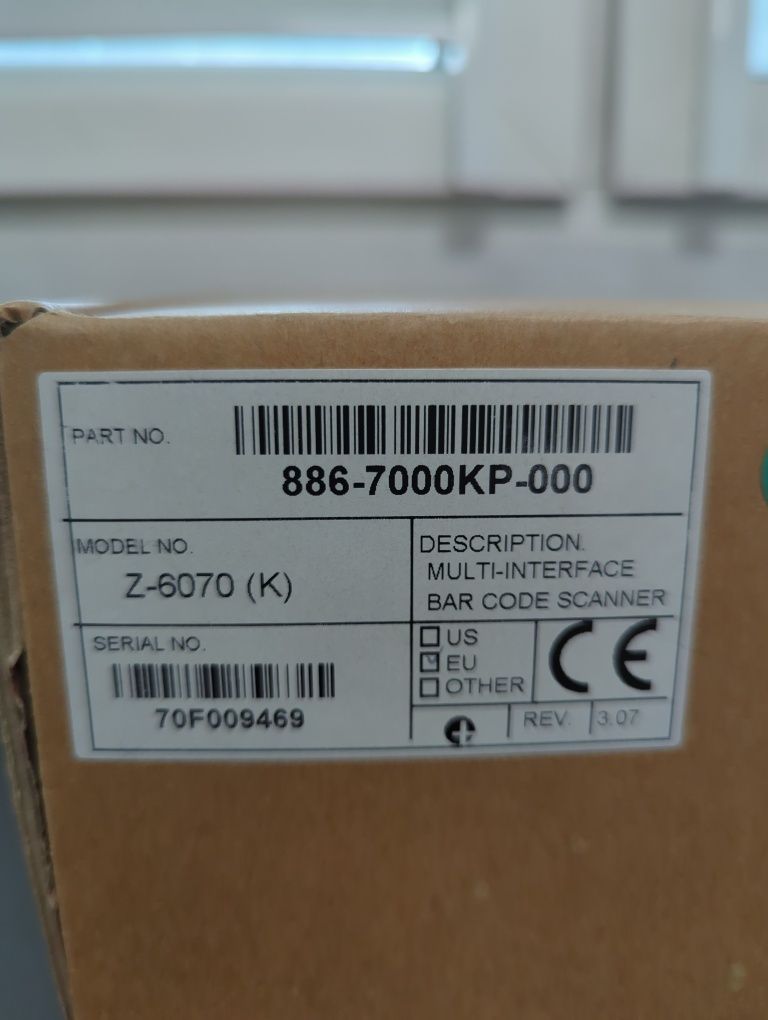 PART NO.
886-7000KP-000
MODEL NO.
Z-6070 (K)
DESCRIPTION.
MULTI-INTERFACE
BAR CODE SCANNER
SERIAL NO.
70F009469
US
EU
OTHER
CE
REV.
3.07